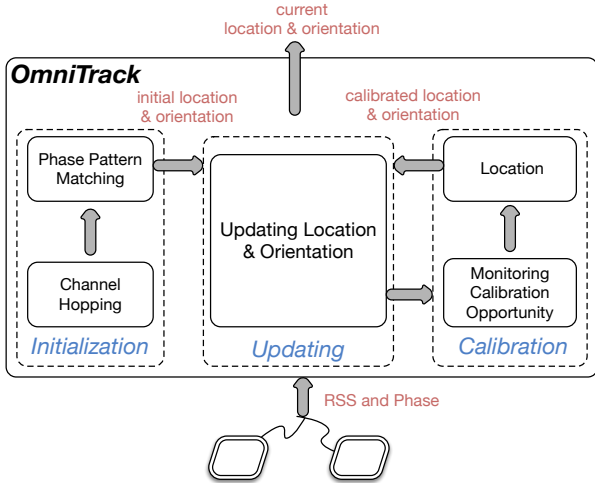 current
location & orientation
OmniTrack
initial location
& orientation
calibrated location
& orientation
Phase Pattern
Matching
Channel
Hopping
Initialization
Updating Location
& Orientation
Updating
Location
Monitoring
Calibration
Opportunity
Calibration
RSS and Phase